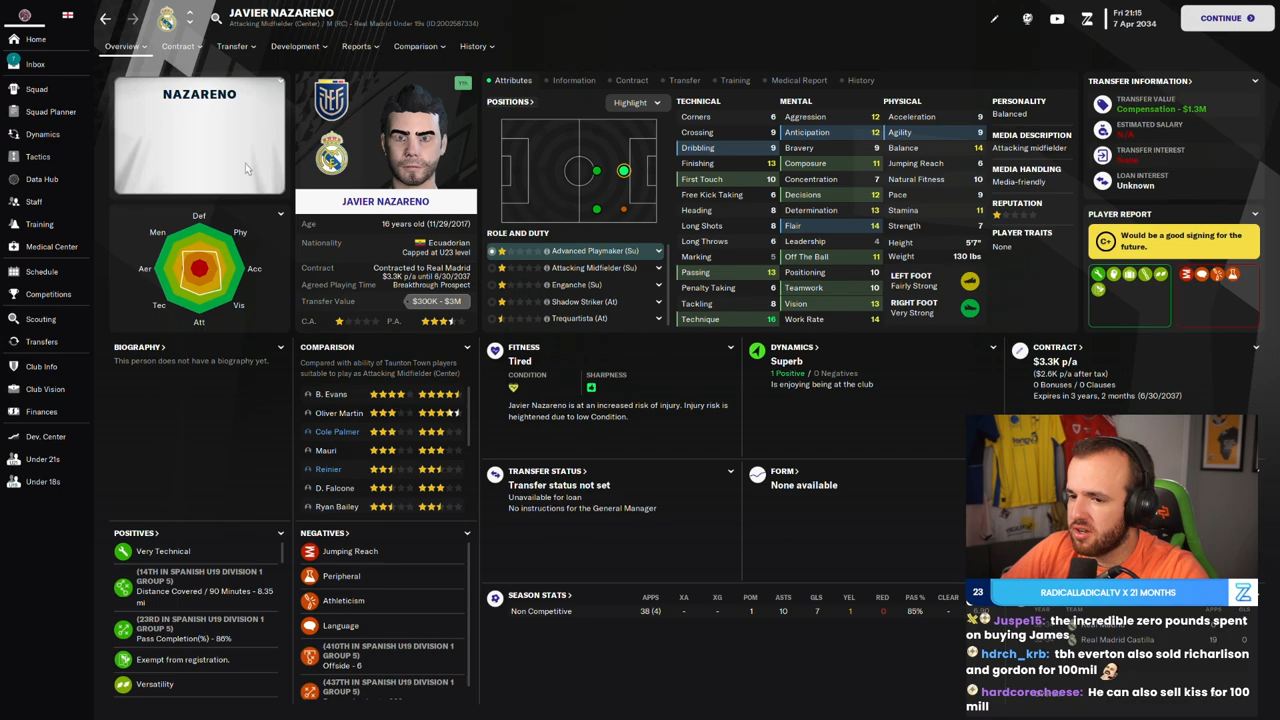 JAVIER NAZARENO
Attacking Midfielder (Center) / M (RC) - Real Madrid Under 19s (ID:2002587334)
Fri 21:15
7 Apr 2034
CONTINUE
Overview
Contract
Transfer
Development
Reports
Comparison
History
Home
Inbox
Squad
Squad Planner
Dynamics
Tactics
Data Hub
Staff
Training
Medical Center
Schedule
Competitions
Scouting
Transfers
Club Info
Club Vision
Finances
Dev. Center
Under 21s
Under 18s
NAZARENO
Def
Men
Phy
Aer
Acc
Tec
Vis
Att
JAVIER NAZARENO
Age
16 years old (11/29/2017)
Nationality
Ecuadorian
Capped at U23 level
Contract
Contracted to Real Madrid
$3.3K p/a until 6/30/2037
Agreed Playing Time
Breakthrough Prospect
Transfer Value
$300K - $3M
C.A.
P.A.
Attributes
Information
Contract
Transfer
Training
Medical Report
History
POSITIONS
Highlight
ROLE AND DUTY
Advanced Playmaker (Su)
Attacking Midfielder (Su)
Enganche (Su)
Shadow Striker (At)
Trequartista (At)
TECHNICAL
Corners 6
Crossing 9
Dribbling 9
Finishing 13
First Touch 10
Free Kick Taking 6
Heading 8
Long Shots 8
Long Throws 6
Marking 5
Passing 13
Penalty Taking 6
Tackling 8
Technique 16
MENTAL
Aggression 12
Anticipation 12
Bravery 9
Composure 11
Concentration 7
Decisions 12
Determination 13
Flair 14
Leadership 4
Off The Ball 11
Positioning 10
Teamwork 10
Vision 13
Work Rate 14
PHYSICAL
Acceleration 9
Agility 9
Balance 14
Jumping Reach 6
Natural Fitness 10
Pace 9
Stamina 11
Strength 7
Height 5'7"
Weight 130 lbs
LEFT FOOT
Fairly Strong
RIGHT FOOT
Very Strong
PERSONALITY
Balanced
MEDIA DESCRIPTION
Attacking midfielder
MEDIA HANDLING
Media-friendly
REPUTATION
PLAYER TRAITS
None
TRANSFER INFORMATION
TRANSFER VALUE
Compensation - $1.3M
ESTIMATED SALARY
N/A
TRANSFER INTEREST
None
LOAN INTEREST
Unknown
PLAYER REPORT
C+
Would be a good signing for the
future.
BIOGRAPHY
This person does not have a biography yet.
COMPARISON
Compared with ability of Taunton Town players
suitable to play as Attacking Midfielder (Center)
B. Evans
Oliver Martin
Cole Palmer
Mauri
Reinier
D. Falcone
Ryan Bailey
FITNESS
Tired
CONDITION
SHARPNESS
Javier Nazareno is at an increased risk of injury. Injury risk is
heightened due to low Condition.
DYNAMICS
Superb
1 Positive / 0 Negatives
Is enjoying being at the club
CONTRACT
$3.3K p/a
($2.6K p/a after tax)
0 Bonuses / 0 Clauses
Expires in 3 years, 2 months (6/30/2037)
TRANSFER STATUS
Transfer status not set
Unavailable for loan
No instructions for the General Manager
FORM
None available
POSITIVES
Very Technical
(14TH IN SPANISH U19 DIVISION 1
GROUP 5)
Distance Covered / 90 Minutes - 8.35
mi
(23RD IN SPANISH U19 DIVISION 1
GROUP 5)
Pass Completion(%) - 86%
Exempt from registration.
Versatility
NEGATIVES
Jumping Reach
Peripheral
Athleticism
Language
(410TH IN SPANISH U19 DIVISION 1
GROUP 5)
Offside - 6
(437TH IN SPANISH U19 DIVISION 1
GROUP 5)
SEASON STATS
APPS XA XG POM ASTS GLS YEL RED PAS % CLEAR
Non Competitive 38 (4) - - 1 10 7 1 0 85% -
23
RADICALRADICALTV X 21 MONTHS
Juspe15: the incredible zero pounds spent
on buying James
Real Madrid Castilla 19 0
hdrch_krb: tbh everton also sold richarlison
and gordon for 100mil
hardcorecheese: He can also sell kiss for 100
mill